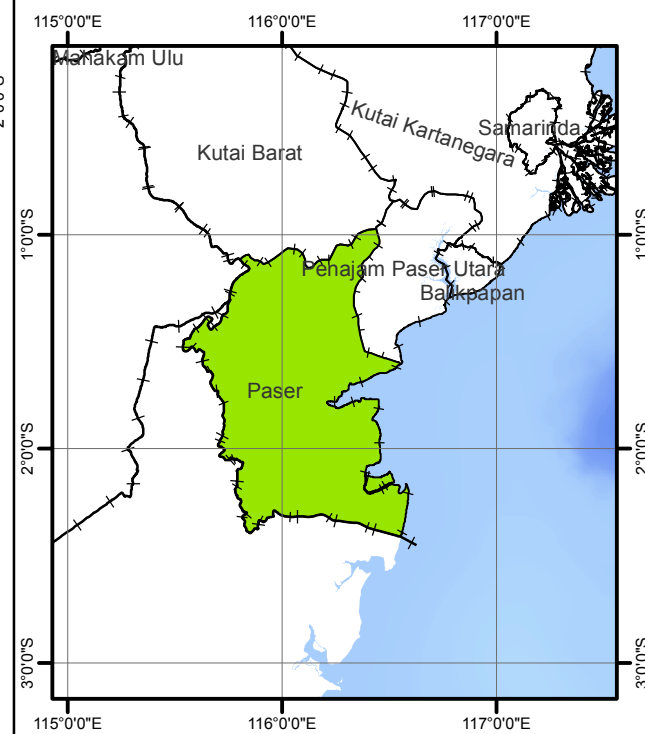 115°0'0"E 116°0'0"E 117°0'0"E
Mahakam Ulu
Kutai Kartanegara
Samarinda
Kutai Barat
1°0'0"S 1°0'0"S
Penajam Paser Utara
Balikpapan
Paser
2°0'0"S 2°0'0"S
3°0'0"S 3°0'0"S
115°0'0"E 116°0'0"E 117°0'0"E